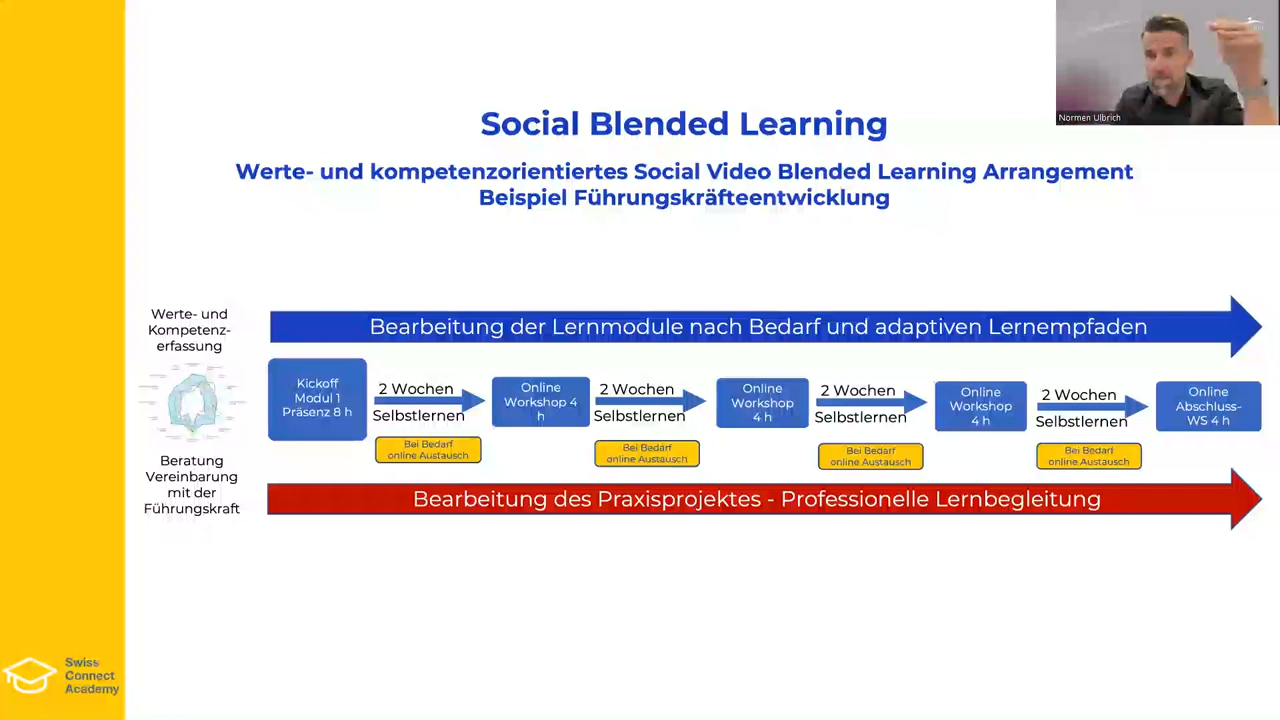 Normen Ulbrich
Social Blended Learning
Werte- und kompetenzorientiertes Social Video Blended Learning Arrangement
Beispiel Führungskräfteentwicklung
Werte- und
Kompetenz-
erfassung
Bearbeitung der Lernmodule nach Bedarf und adaptiven Lernempfaden
Kickoff
Modul 1
Präsenz 8 h
2 Wochen
Selbstlernen
Bei Bedarf
online Austausch
Online
Workshop 4
h
2 Wochen
Selbstlernen
Bei Bedarf
online Austausch
Online
Workshop
4 h
2 Wochen
Selbstlernen
Bei Bedarf
online Austausch
Online
Workshop
4 h
2 Wochen
Selbstlernen
Bei Bedarf
online Austausch
Online
Abschluss-
WS 4 h
Beratung
Vereinbarung
mit der
Führungskraft
Bearbeitung des Praxisprojektes - Professionelle Lernbegleitung
Swiss
Connect
Academy